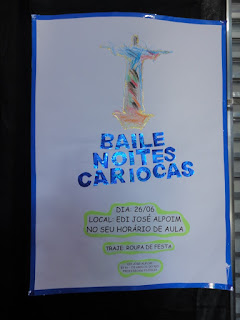 BAILE
NOITES
CARIOCAS
DIA: 26/06
LOCAL: EDI JOSÉ ALPOIM
NO SEU HORÁRIO DE AULA
TRAJE: ROUPA DE FESTA